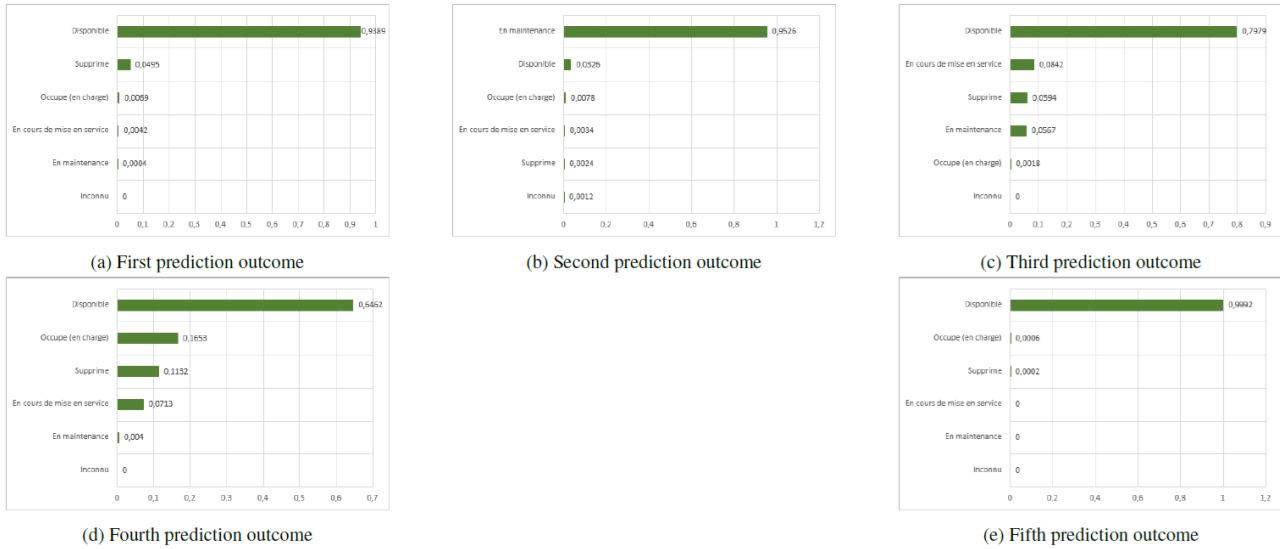 Disponible 0,9389
Supprime 0,0495
Occupe (en charge) 0,0069
En cours de mise en service 0,0042
En maintenance 0,0004
Inconnu 0
0 0,1 0,2 0,3 0,4 0,5 0,6 0,7 0,8 0,9 1
(a) First prediction outcome
En maintenance 0,9526
Disponible 0,0326
Occupe (en charge) 0,0078
En cours de mise en service 0,0034
Supprime 0,0024
Inconnu 0,0012
0 0,2 0,4 0,6 0,8 1 1,2
(b) Second prediction outcome
Disponible 0,7979
En cours de mise en service 0,0842
Supprime 0,0594
En maintenance 0,0567
Occupe (en charge) 0,0018
Inconnu 0
0 0,1 0,2 0,3 0,4 0,5 0,6 0,7 0,8 0,9
(c) Third prediction outcome
Disponible 0,6462
Occupe (en charge) 0,1653
Supprime 0,1132
En cours de mise en service 0,0713
En maintenance 0,004
Inconnu 0
0 0,1 0,2 0,3 0,4 0,5 0,6 0,7
(d) Fourth prediction outcome
Disponible 0,9992
Occupe (en charge) 0,0006
Supprime 0,0002
En cours de mise en service 0
En maintenance 0
Inconnu 0
0 0,2 0,4 0,6 0,8 1 1,2
(e) Fifth prediction outcome